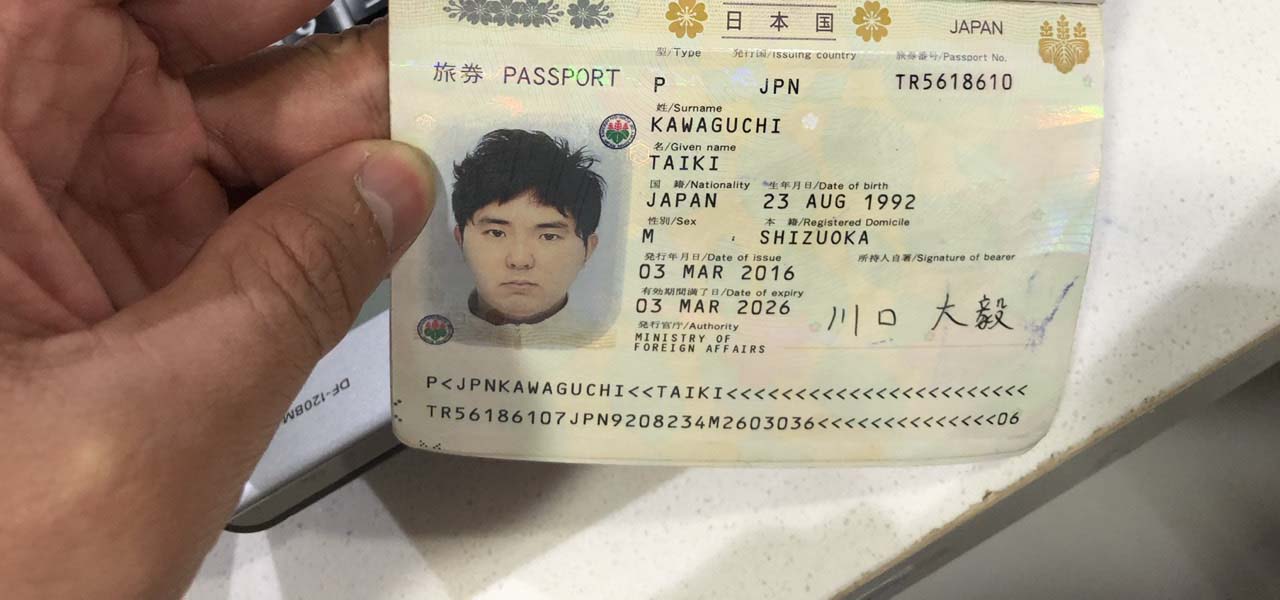 日本国
JAPAN
型/Type 発行国/Issuing country 旅券番号/Passport No.
旅券 PASSPORT P JPN TR5618610
姓/Surname
KAWAGUCHI
名/Given name
TAIKI
国 籍/Nationality 生年月日/Date of birth
JAPAN 23 AUG 1992
性別/Sex 本 籍/Registered Domicile
M SHIZUOKA
発行年月日/Date of issue 所持人自署/Signature of bearer
03 MAR 2016
有効期間満了日/Date of expiry
03 MAR 2026
川口 大毅
発行官庁/Authority
MINISTRY OF
FOREIGN AFFAIRS
P<JPNKAWAGUCHI<<TAIKI<<<<<<<<<<<<<<<<<<<<<<<
TR56186107JPN9208234M2603036<<<<<<<<<<<<<<06
DF-120BM